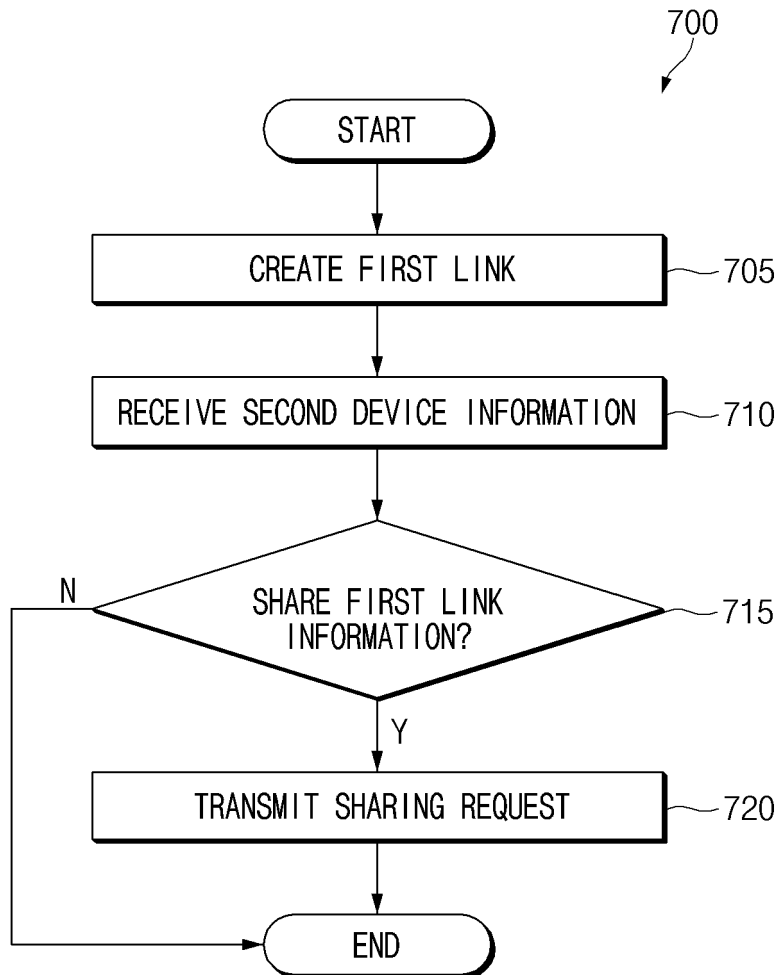 700
START
CREATE FIRST LINK
705
RECEIVE SECOND DEVICE INFORMATION
710
N
SHARE FIRST LINK
INFORMATION?
715
Y
TRANSMIT SHARING REQUEST
720
END